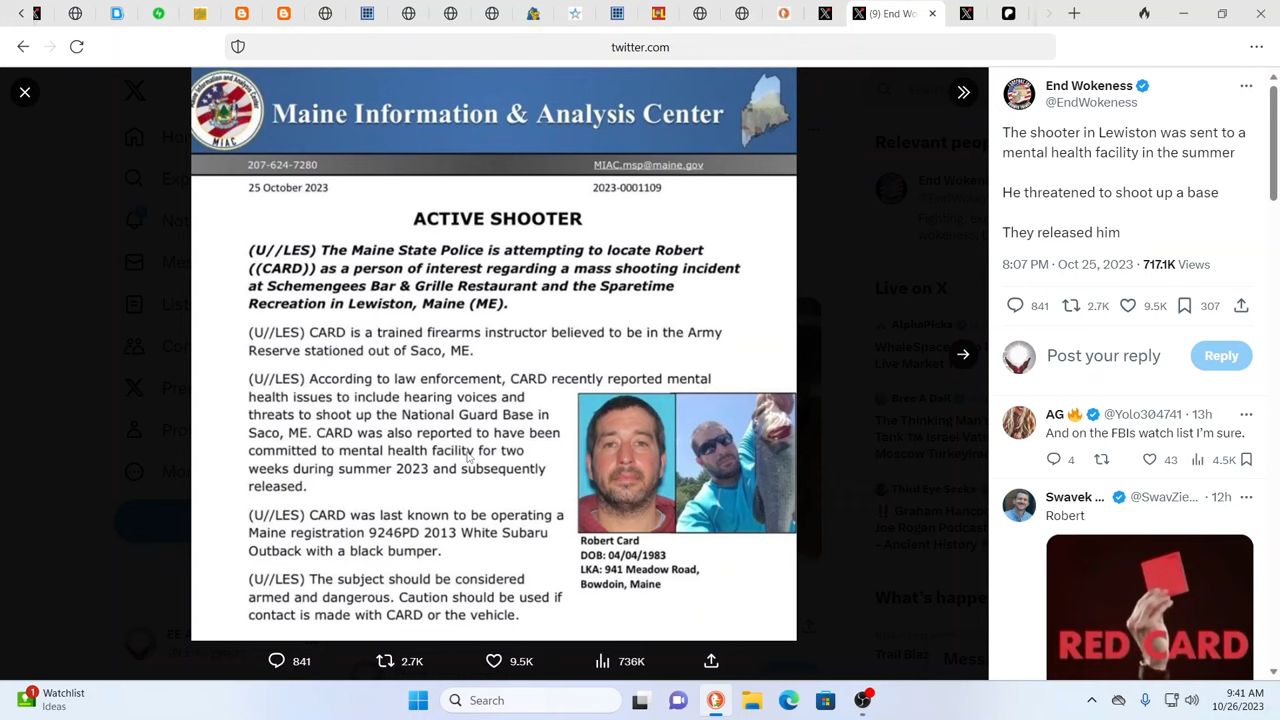 (9) End Wo
twitter.com
Maine Information & Analysis Center
MIAC
207-624-7280
MIAC.msp@maine.gov
25 October 2023
2023-0001109
ACTIVE SHOOTER
(U//LES) The Maine State Police is attempting to locate Robert
((CARD)) as a person of interest regarding a mass shooting incident
at Schemengees Bar & Grille Restaurant and the Sparetime
Recreation in Lewiston, Maine (ME).
(U//LES) CARD is a trained firearms instructor believed to be in the Army
Reserve stationed out of Saco, ME.
(U//LES) According to law enforcement, CARD recently reported mental
health issues to include hearing voices and
threats to shoot up the National Guard Base in
Saco, ME. CARD was also reported to have been
committed to mental health facility for two
weeks during summer 2023 and subsequently
released.
(U//LES) CARD was last known to be operating a
Maine registration 9246PD 2013 White Subaru
Outback with a black bumper.
(U//LES) The subject should be considered
armed and dangerous. Caution should be used if
contact is made with CARD or the vehicle.
Robert Card
DOB: 04/04/1983
LKA: 941 Meadow Road,
Bowdoin, Maine
841
2.7K
9.5K
736K
Relevant people
Live on X
What's happe
End Wokeness
@EndWokeness
The shooter in Lewiston was sent to a
mental health facility in the summer
He threatened to shoot up a base
They released him
8:07 PM · Oct 25, 2023 · 717.1K Views
841
2.7K
9.5K
307
Post your reply
Reply
AG @Yolo304741 · 13h
And on the FBIs watch list I'm sure.
4
43
4.5K
Swavek ... @SwavZie... · 12h
Robert
RED CARD
1
Watchlist
Ideas
Search
9:41 AM
10/26/2023